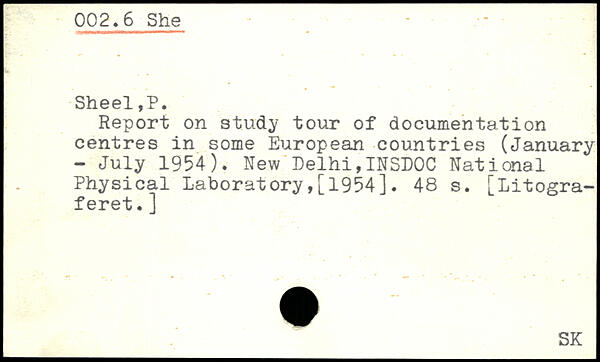 002.6 She
Sheel,P.
Report on study tour of documentation
centres in some European countries (January
- July 1954). New Delhi,INSDOC National
Physical Laboratory,[1954]. 48 s. [Litogra-
feret.]
SK